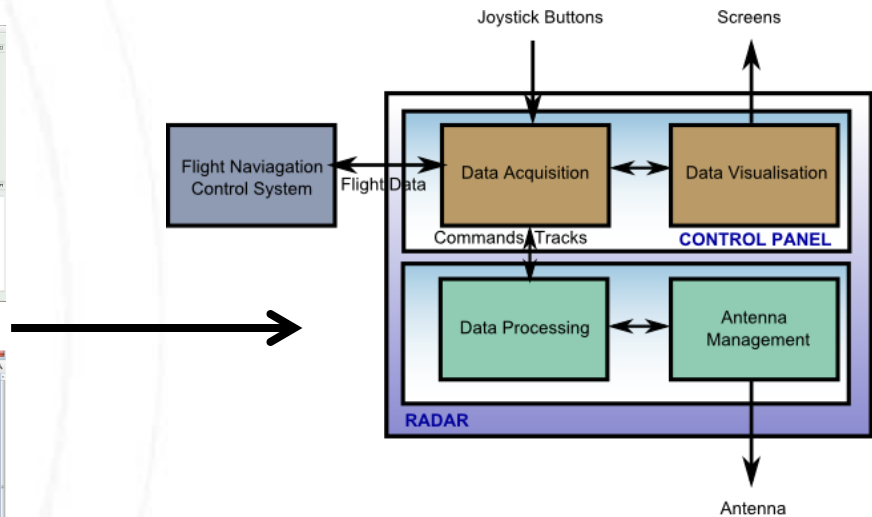 Joystick Buttons
Screens
Flight Naviagation
Control System
Flight Data
Data Acquisition
Data Visualisation
Commands Tracks
CONTROL PANEL
Data Processing
Antenna
Management
RADAR
Antenna